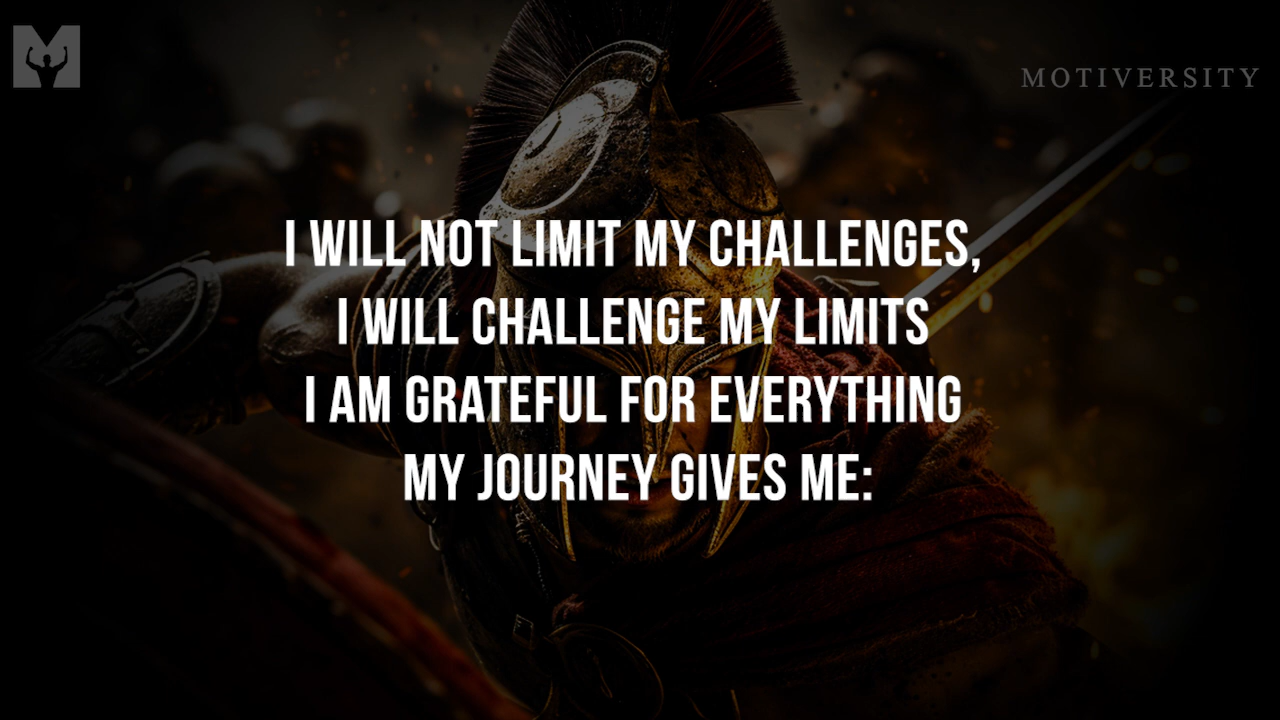 MOTIVERSITY
I WILL NOT LIMIT MY CHALLENGES,
I WILL CHALLENGE MY LIMITS
I AM GRATEFUL FOR EVERYTHING
MY JOURNEY GIVES ME: